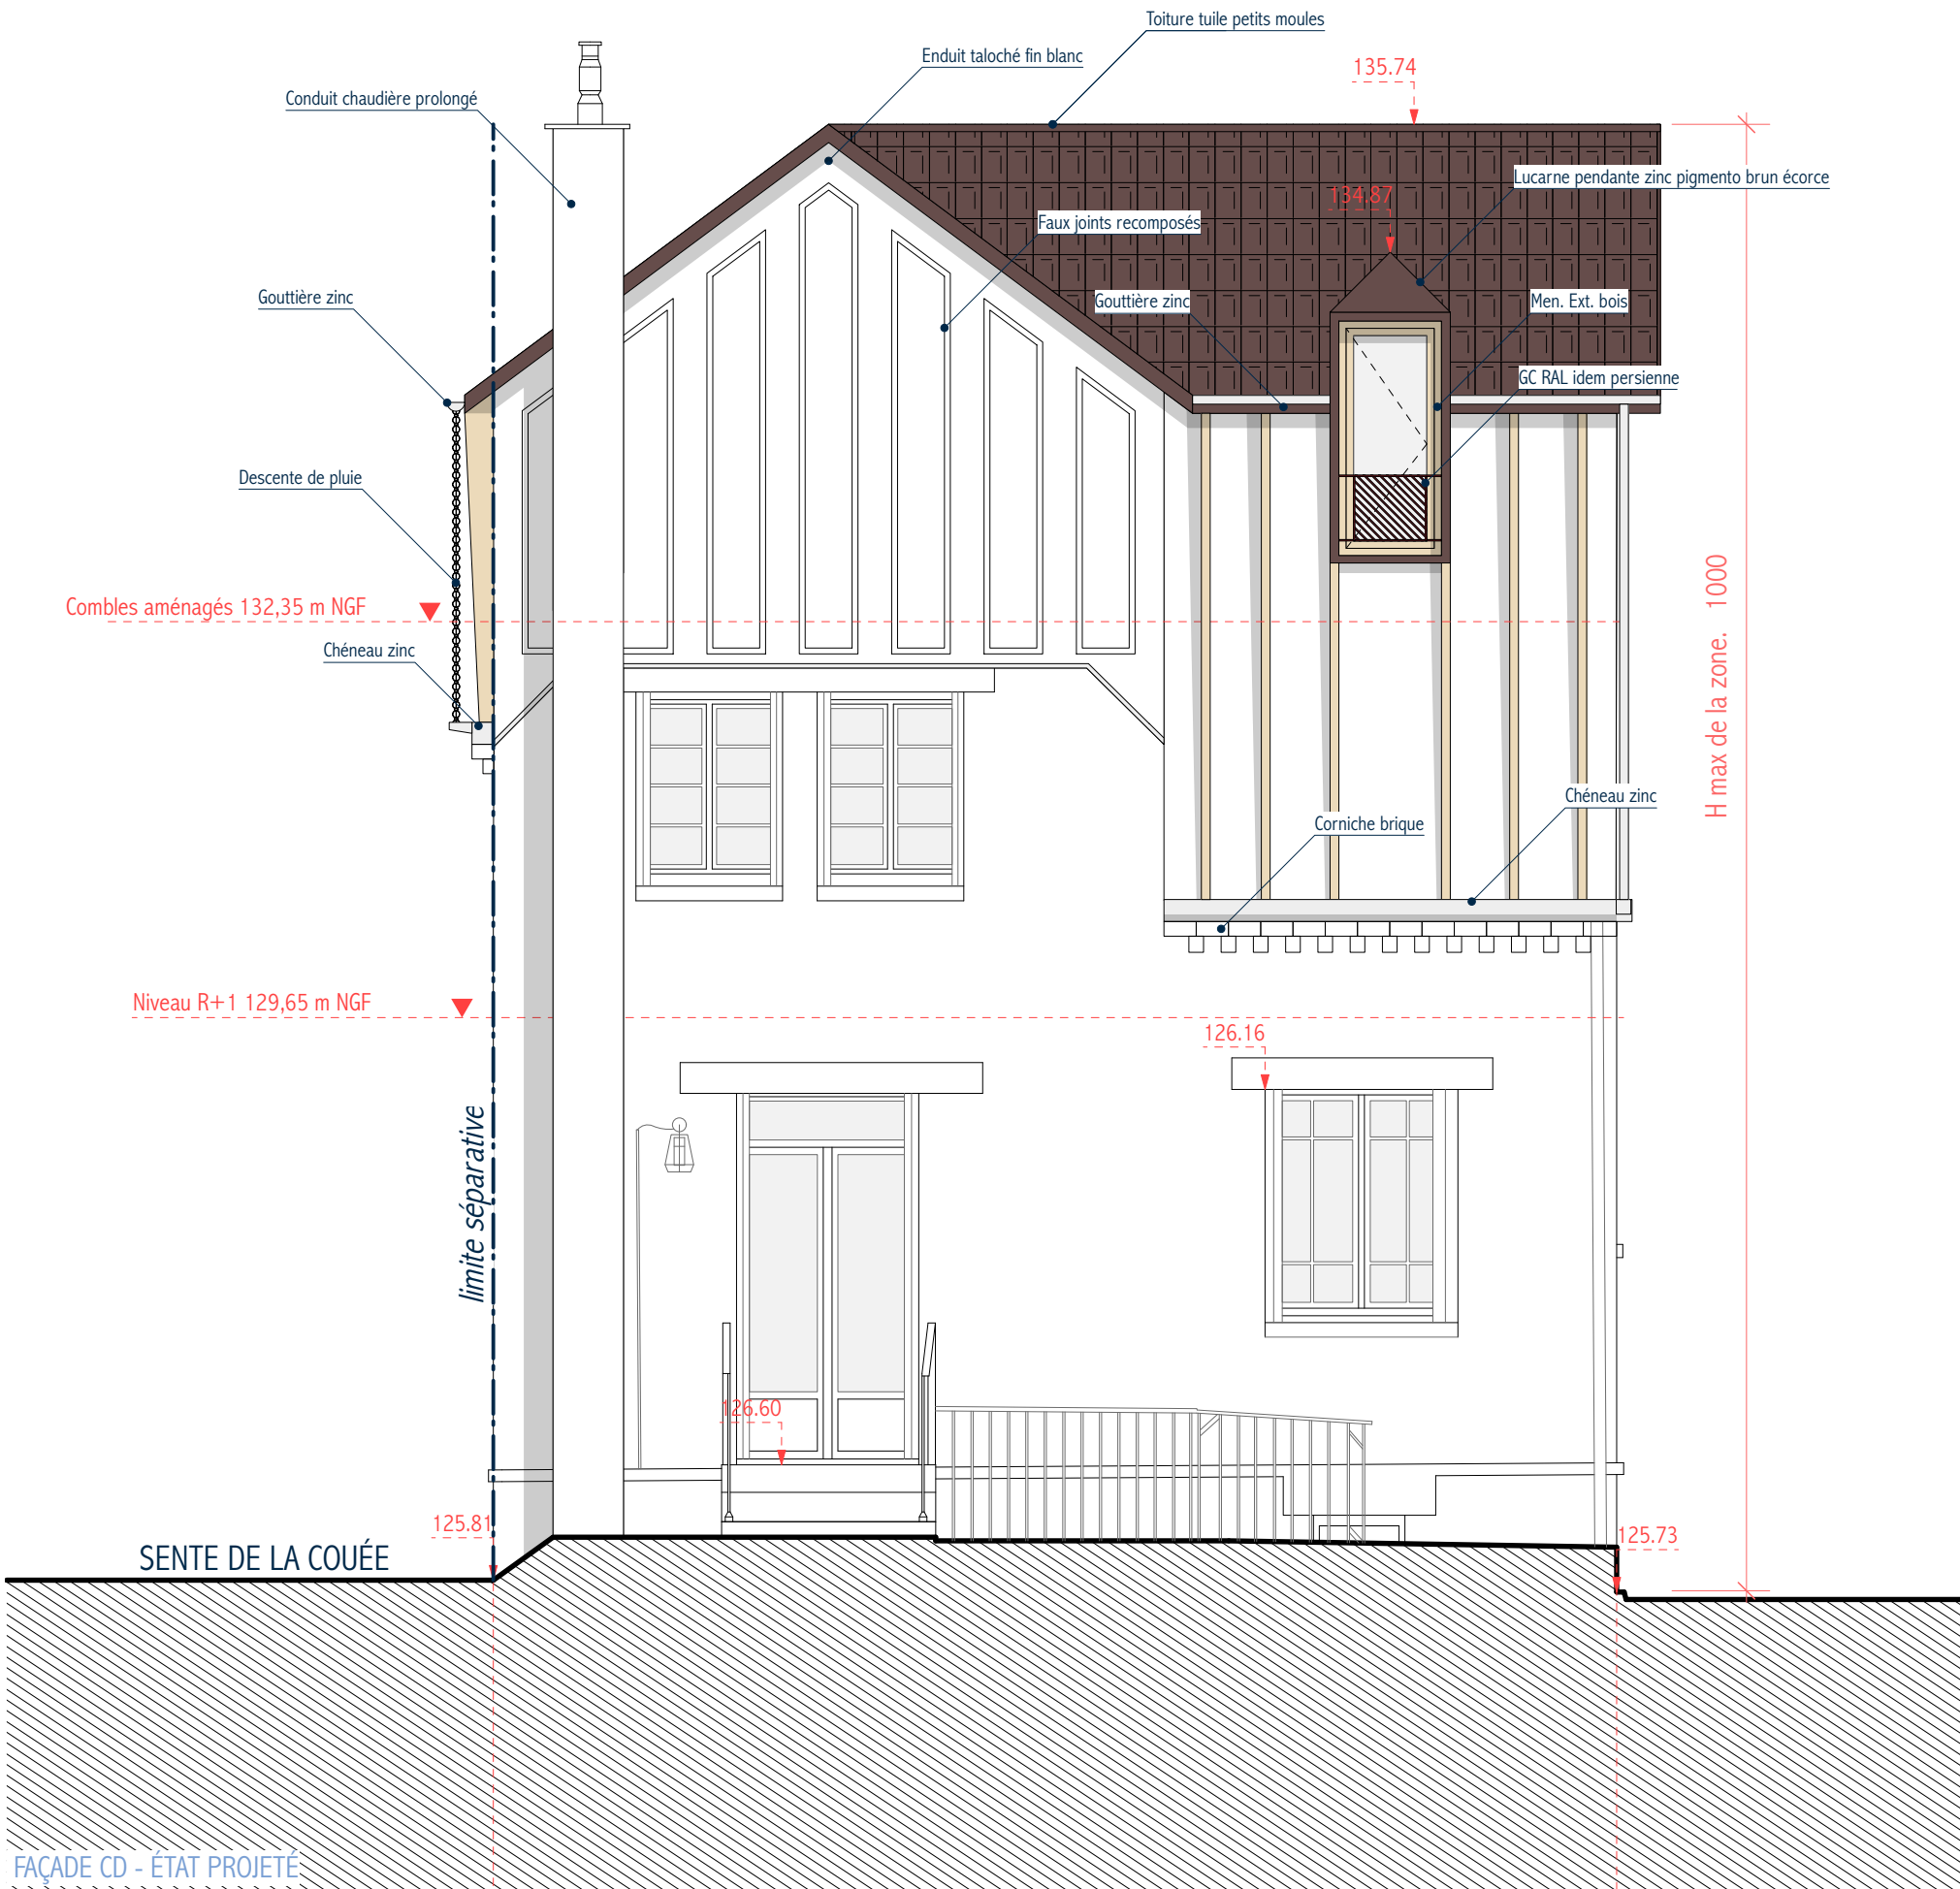 Toiture tuile petits moules
Enduit taloché fin blanc
135.74
Conduit chaudière prolongé
Lucarne pendante zinc pigmento brun écorce
134.87
Faux joints recomposés
Gouttière zinc
Gouttière zinc
Men. Ext. bois
GC RAL idem persienne
Descente de pluie
Combles aménagés 132,35 m NGF
Chéneau zinc
H max de la zone. 1000
Chéneau zinc
Corniche brique
Niveau R+1 129,65 m NGF
126.16
limite séparative
126.60
125.81
125.73
SENTE DE LA COUÉE
FAÇADE CD - ÉTAT PROJETÉ